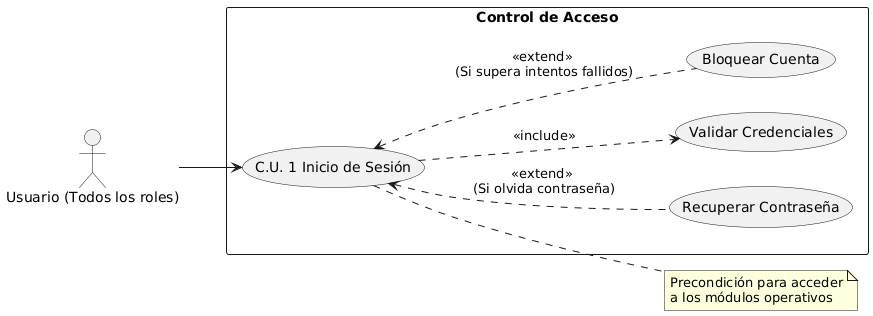 Control de Acceso
«extend»
(Si supera intentos fallidos)
Bloquear Cuenta
«include»
Validar Credenciales
C.U. 1 Inicio de Sesión
«extend»
(Si olvida contraseña)
Usuario (Todos los roles)
Recuperar Contraseña
Precondición para acceder
a los módulos operativos